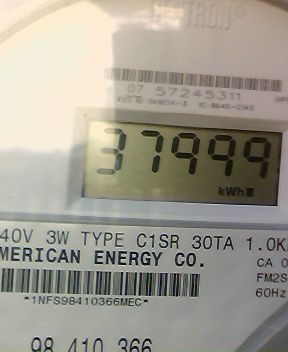 CENTRON®
07 57245311
37999
kWh
40V 3W TYPE C1SR 30TA 1.0K
MERICAN ENERGY CO.
CA 0
FM2S
60Hz
*1NFS98410366MEC*
98 410 366